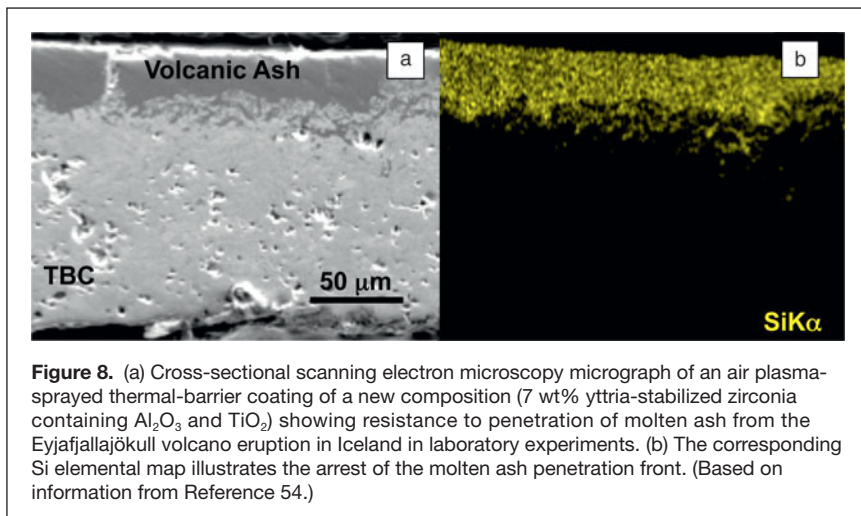 Volcanic Ash
a
b
TBC
50 μm
SiKα
Figure 8. (a) Cross-sectional scanning electron microscopy micrograph of an air plasma-
sprayed thermal-barrier coating of a new composition (7 wt% yttria-stabilized zirconia
containing Al₂O₃ and TiO₂) showing resistance to penetration of molten ash from the
Eyjafjallajökull volcano eruption in Iceland in laboratory experiments. (b) The corresponding
Si elemental map illustrates the arrest of the molten ash penetration front. (Based on
information from Reference 54.)